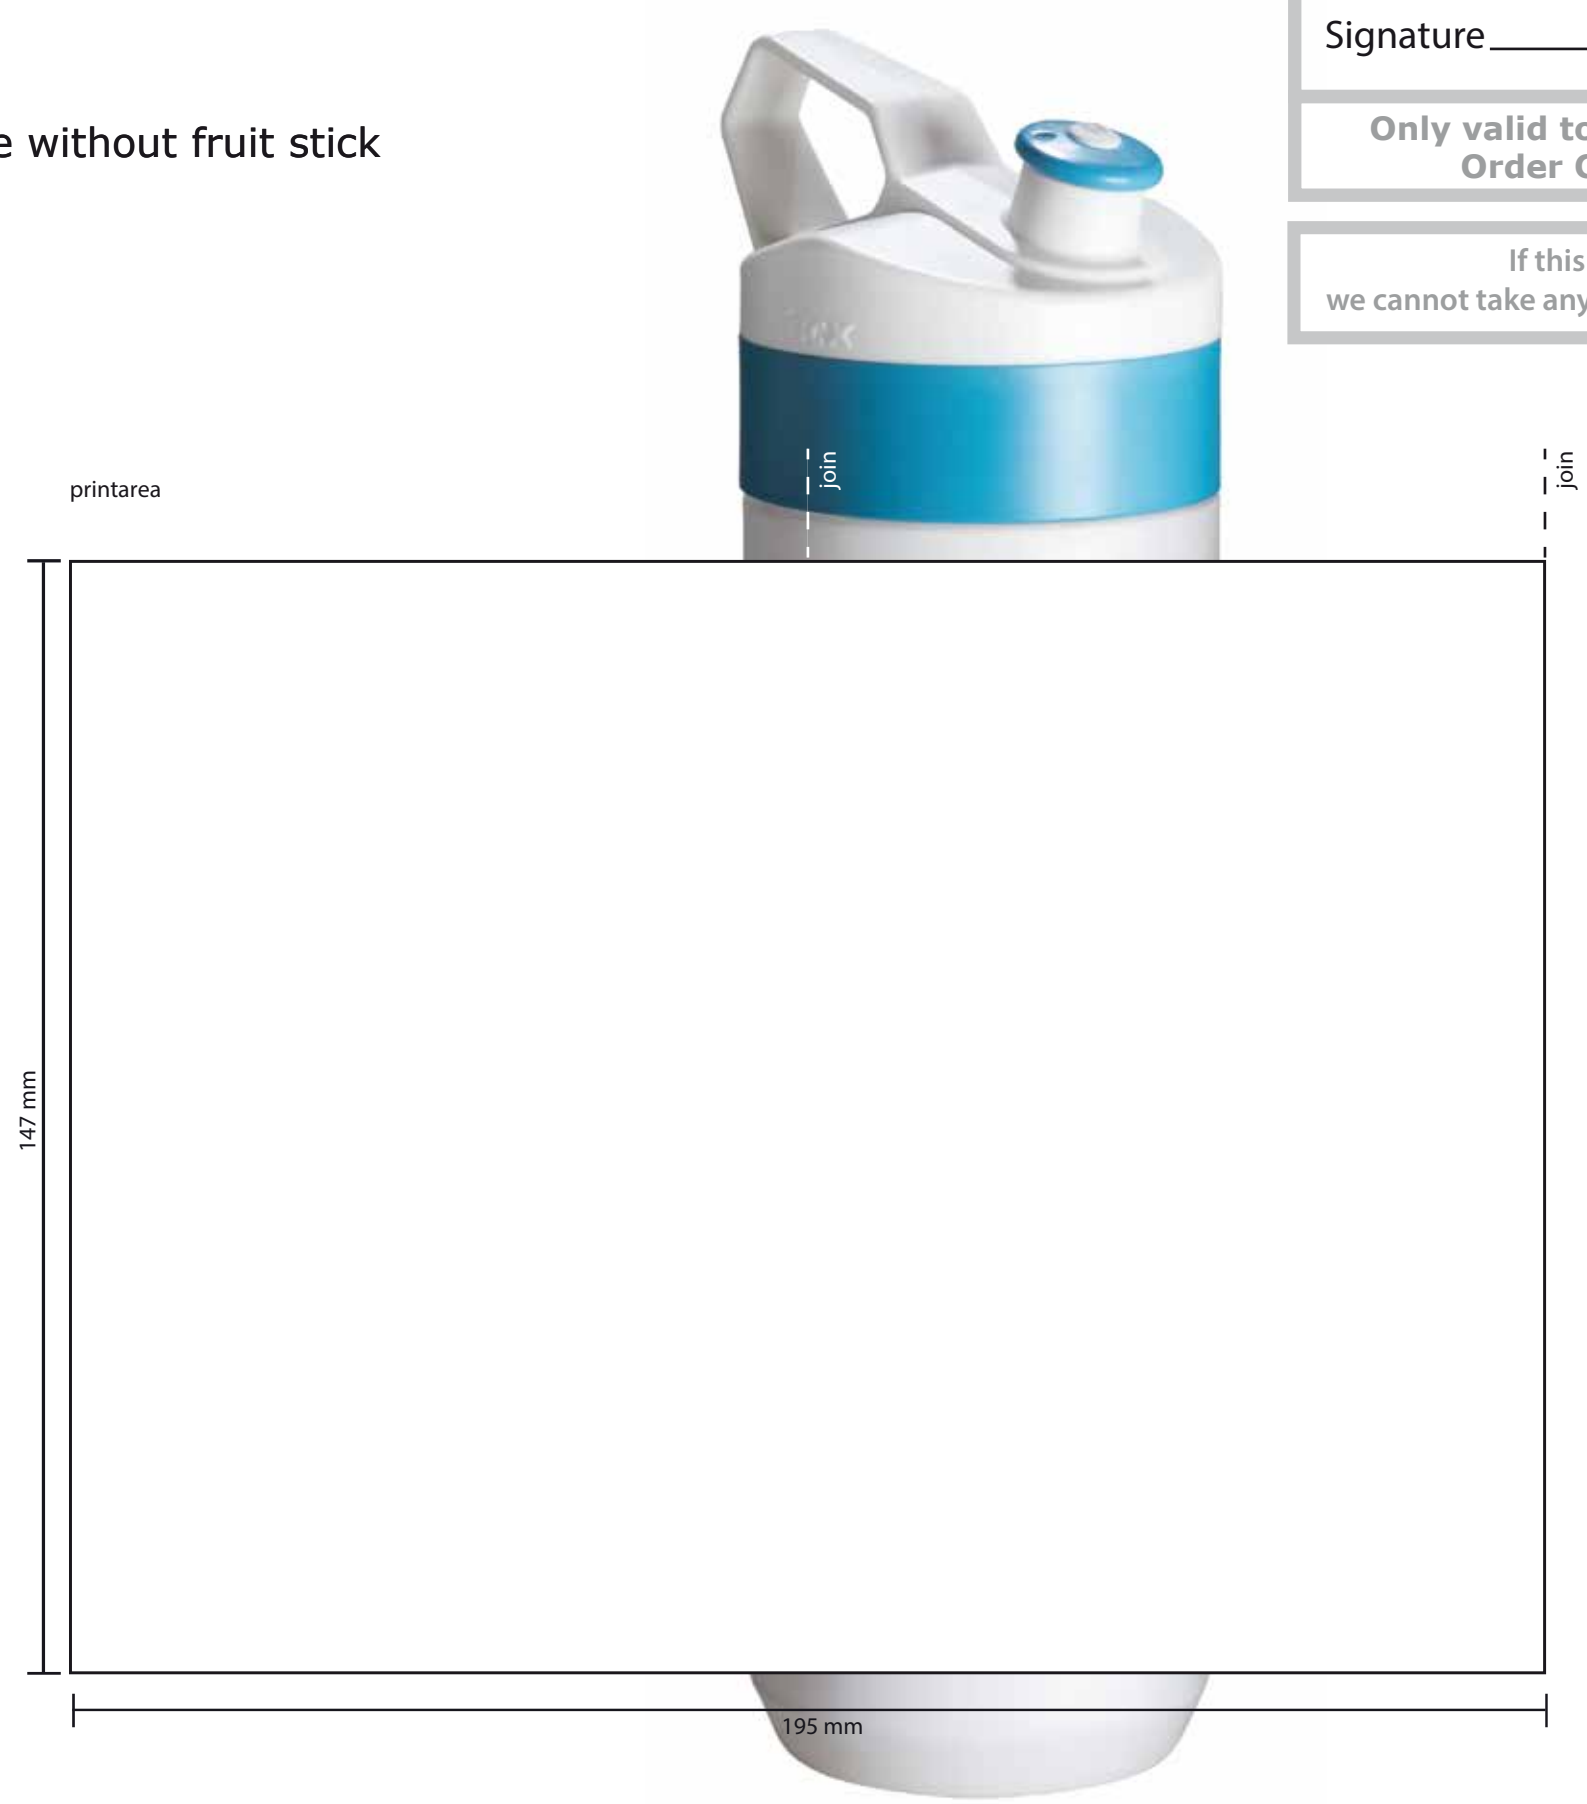 Signature
e without fruit stick
Only valid to
Order
If this
we cannot take any
join
join
printarea
147 mm
195 mm